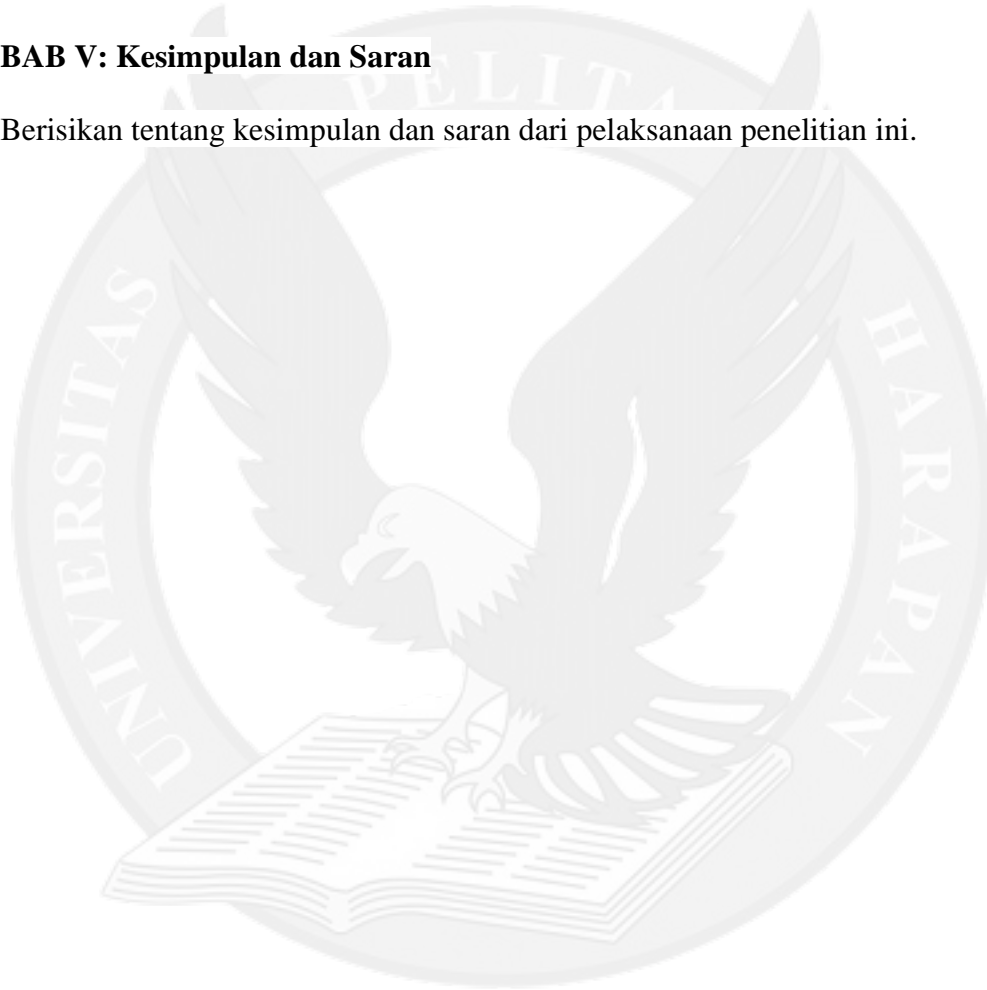 BAB V: Kesimpulan dan Saran
Berisikan tentang kesimpulan dan saran dari pelaksanaan penelitian ini.
UNIVERSITAS PELITA HARAPAN